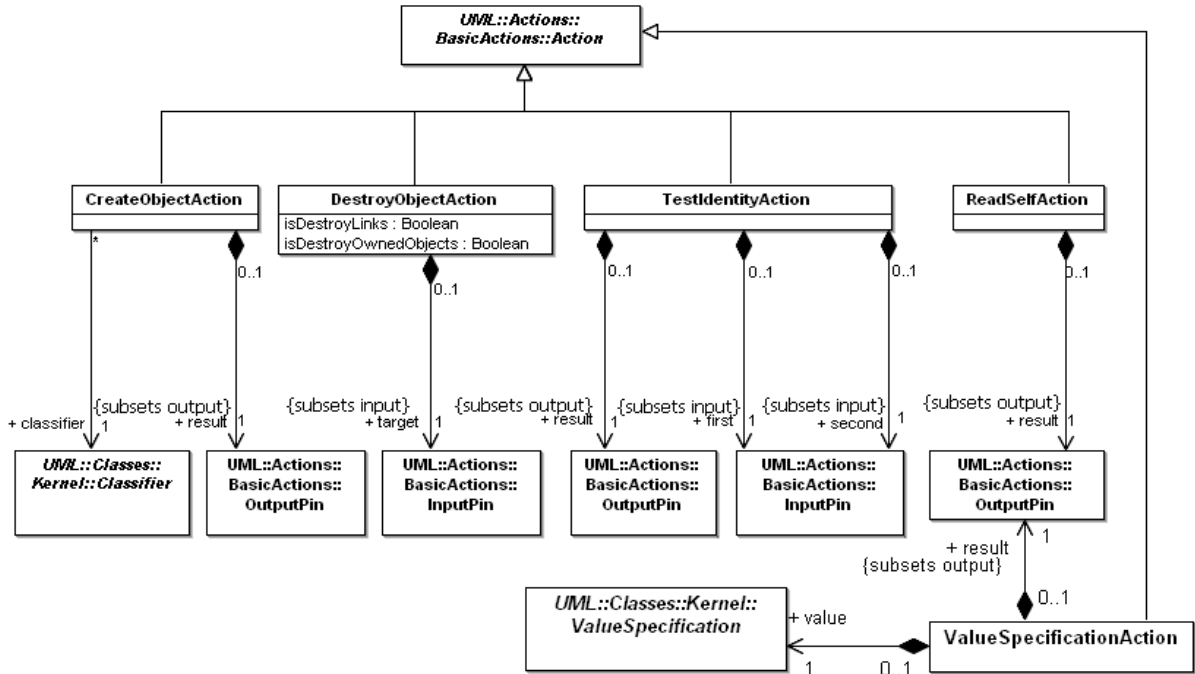 UML::Actions::
BasicActions::Action
CreateObjectAction
DestroyObjectAction
isDestroyLinks : Boolean
isDestroyOwnedObjects : Boolean
TestIdentityAction
ReadSelfAction
*
0..1
0..1
0..1
0..1
0..1
0..1
+ classifier
1
{subsets output}
+ result
1
{subsets input}
+ target
1
{subsets output}
+ result
1
{subsets input}
+ first
1
{subsets input}
+ second
1
{subsets output}
+ result
1
UML::Classes::
Kernel::Classifier
UML::Actions::
BasicActions::
OutputPin
UML::Actions::
BasicActions::
InputPin
UML::Actions::
BasicActions::
OutputPin
UML::Actions::
BasicActions::
InputPin
UML::Actions::
BasicActions::
OutputPin
+ result
1
{subsets output}
0..1
UML::Classes::Kernel::
ValueSpecification
+ value
1
0..1
ValueSpecificationAction